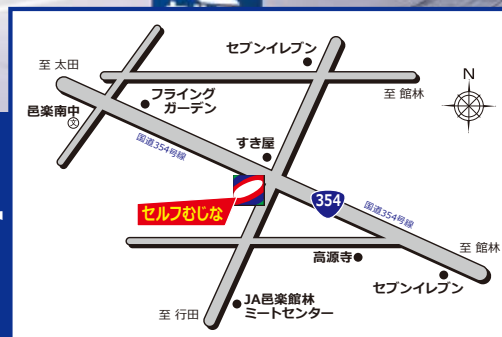 セブンイレブン
至 太田
至 館林
N
フライング
ガーデン
邑楽南中
文
国道354号線
すき屋
セルフむじな
354
国道354号線
至 館林
高源寺
セブンイレブン
至 行田
JA邑楽館林
ミートセンター